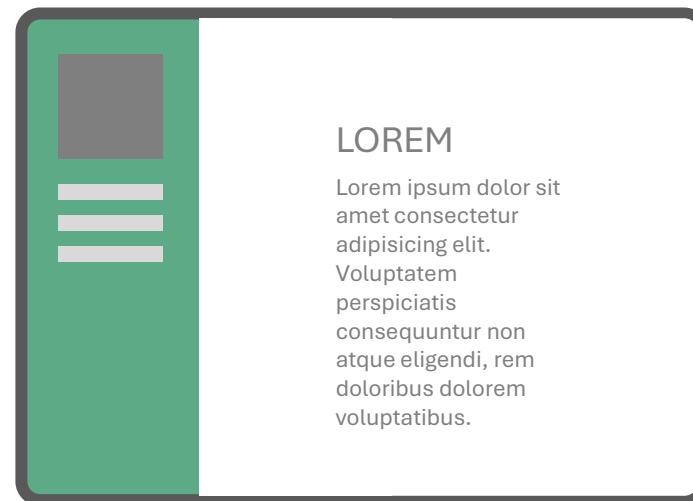 LOREM
Lorem ipsum dolor sit
amet consectetur
adipisicing elit.
Voluptatem
perspiciatis
consequuntur non
atque eligendi, rem
doloribus dolorem
voluptatibus.